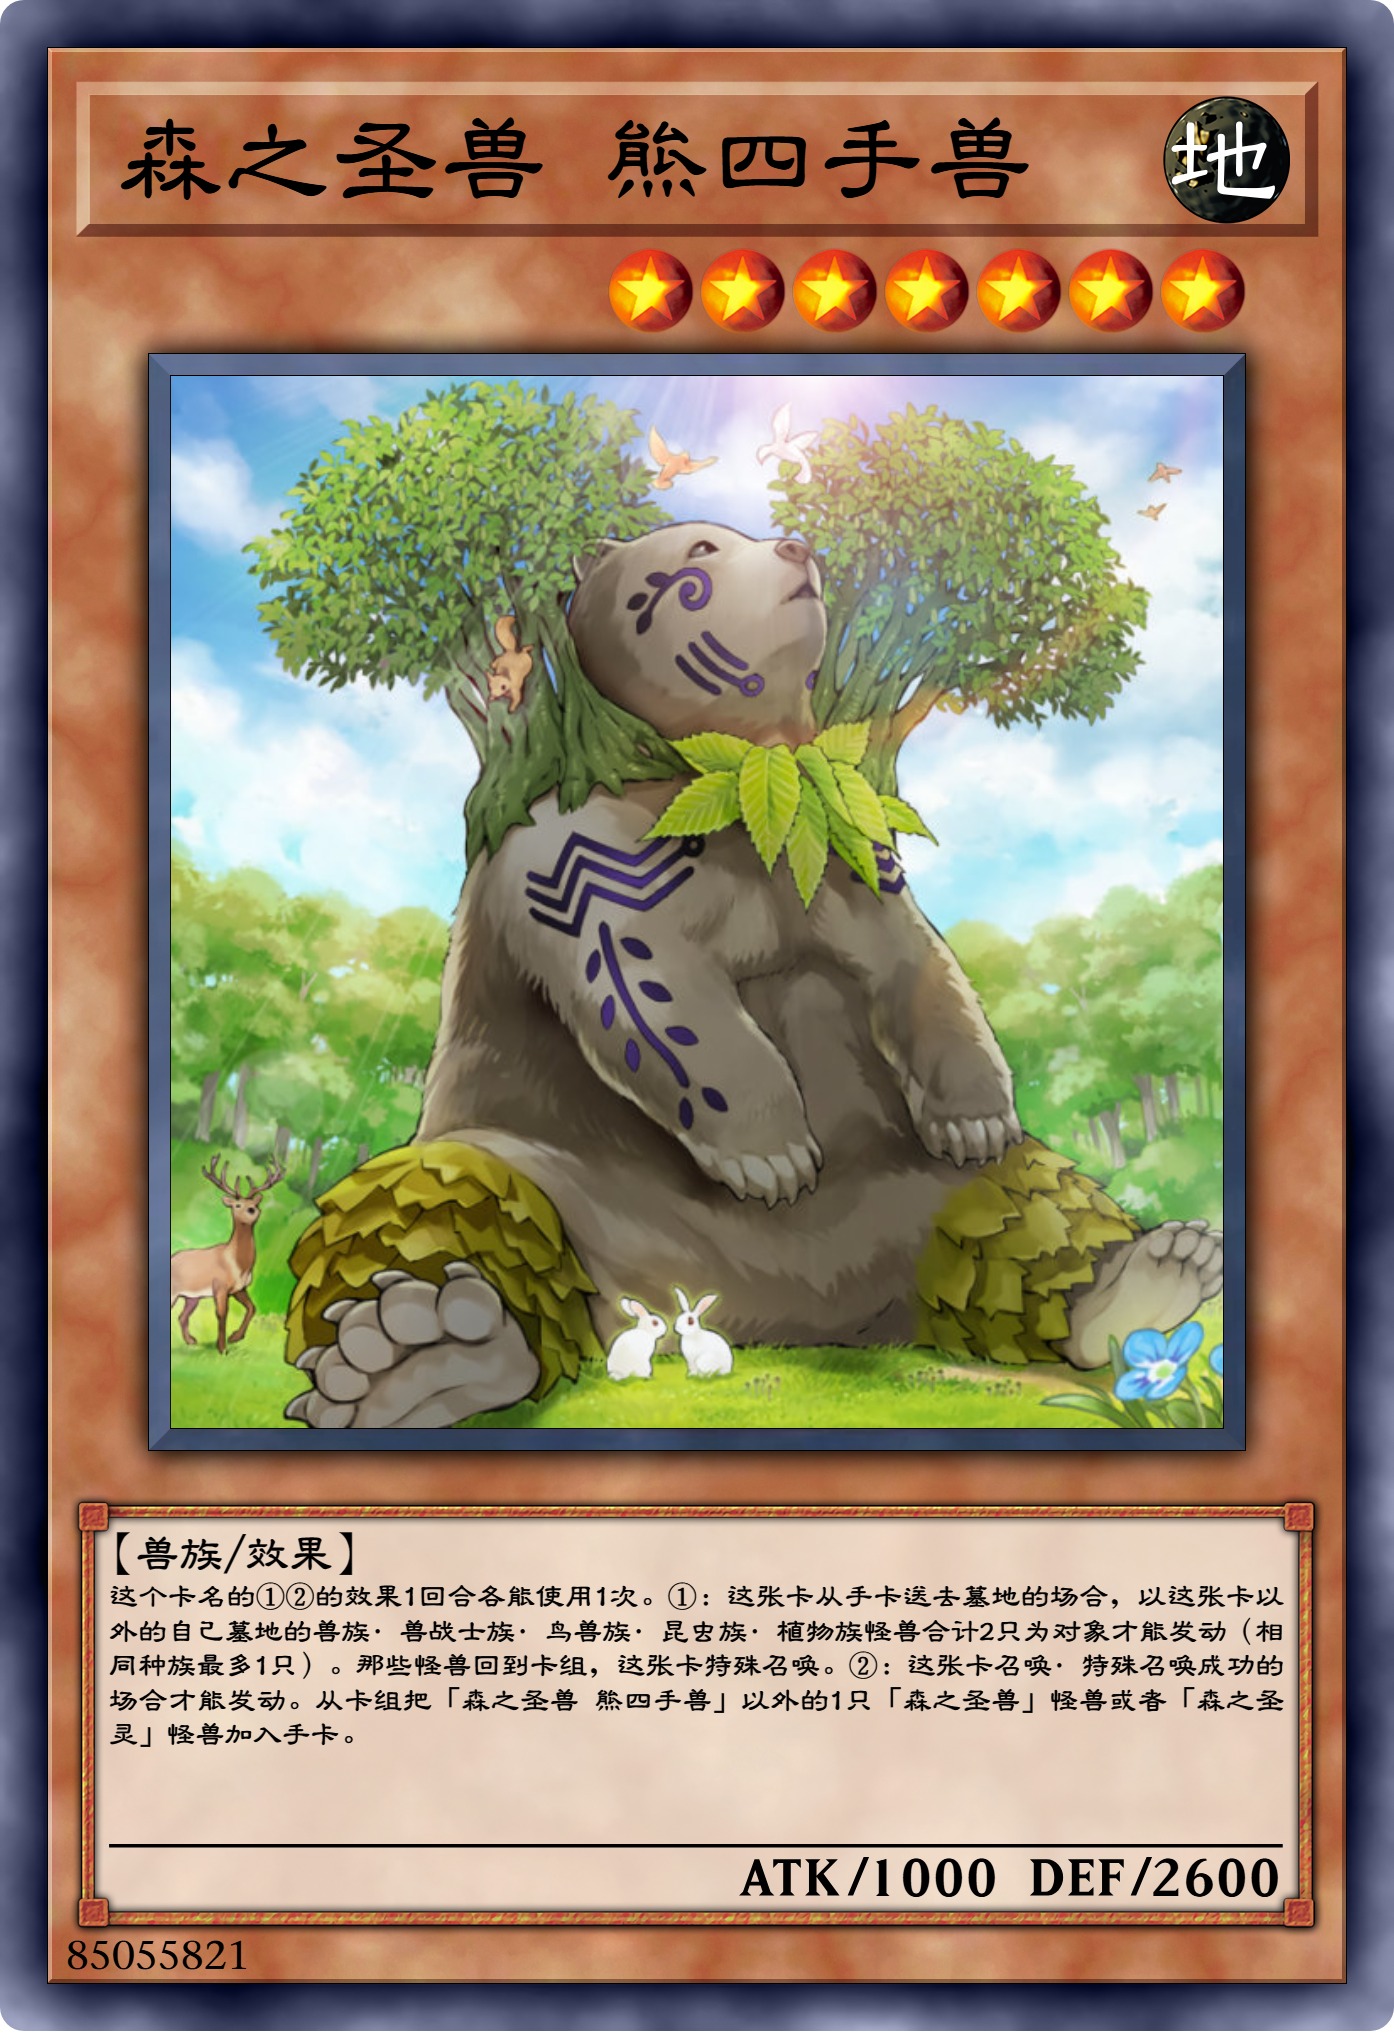 森之圣兽 熊四手兽
地
【兽族/效果】
这个卡名的①②的效果1回合各能使用1次。①：这张卡从手卡送去墓地的场合，以这张卡以
外的自己墓地的兽族·兽战士族·鸟兽族·昆虫族·植物族怪兽合计2只为对象才能发动（相
同种族最多1只）。那些怪兽回到卡组，这张卡特殊召唤。②：这张卡召唤·特殊召唤成功的
场合才能发动。从卡组把「森之圣兽 熊四手兽」以外的1只「森之圣兽」怪兽或者「森之圣
灵」怪兽加入手卡。
ATK/1000 DEF/2600
85055821